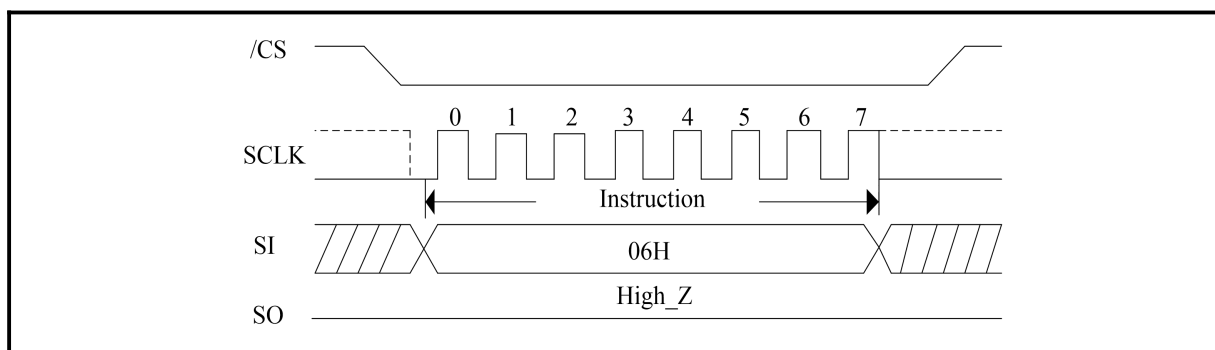 /CS
0 1 2 3 4 5 6 7
SCLK
Instruction
SI
06H
High_Z
SO